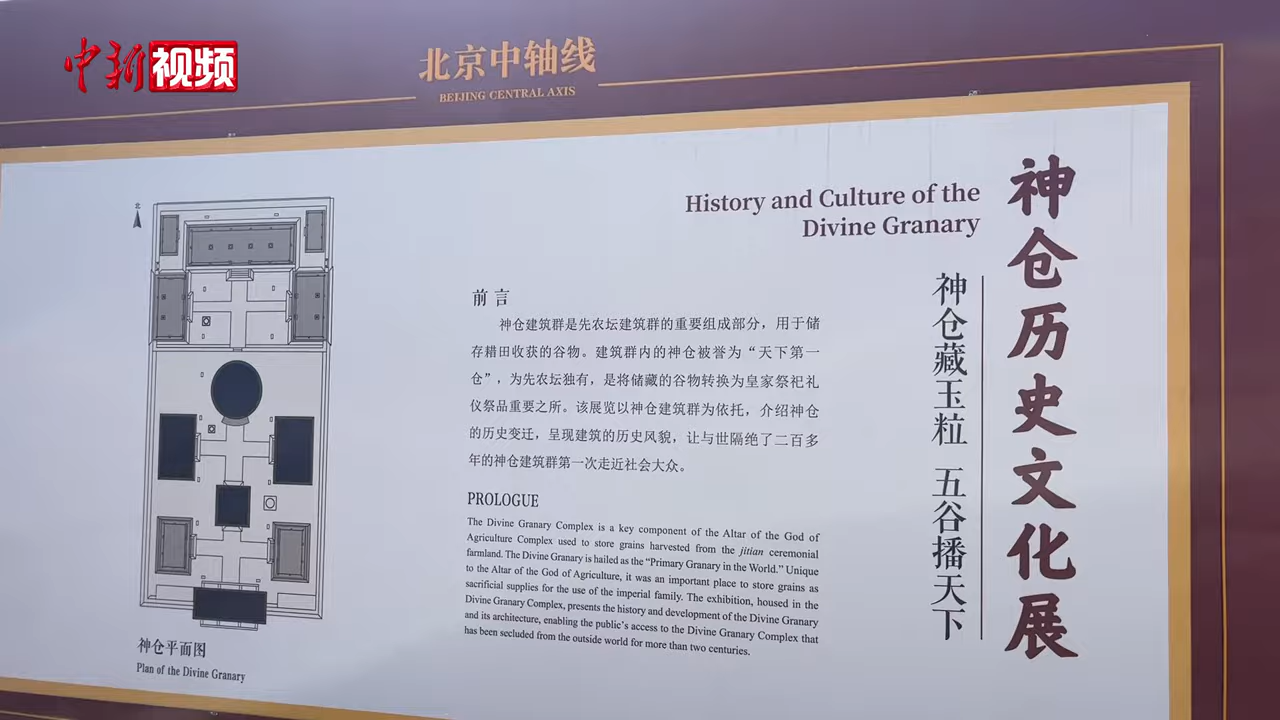 中新视频
北京中轴线
BEIJING CENTRAL AXIS
神仓历史文化展
History and Culture of the
Divine Granary
神仓藏玉粒 五谷播天下
前言
神仓建筑群是先农坛建筑群的重要组成部分，用于储
存耤田收获的谷物。建筑群内的神仓被誉为“天下第一
仓”，为先农坛独有，是将储藏的谷物转换为皇家祭祀礼
仪祭品重要之所。该展览以神仓建筑群为依托，介绍神仓
的历史变迁，呈现建筑的历史风貌，让与世隔绝了二百多
年的神仓建筑群第一次走近社会大众。
PROLOGUE
The Divine Granary Complex is a key component of the Altar of the God of
Agriculture Complex used to store grains harvested from the jitian ceremonial
farmland. The Divine Granary is hailed as the “Primary Granary in the World.” Unique
to the Altar of the God of Agriculture, it was an important place to store grains as
sacrificial supplies for the use of the imperial family. The exhibition, housed in the
Divine Granary Complex, presents the history and development of the Divine Granary
and its architecture, enabling the public’s access to the Divine Granary Complex that
has been secluded from the outside world for more than two centuries.
北
神仓平面图
Plan of the Divine Granary